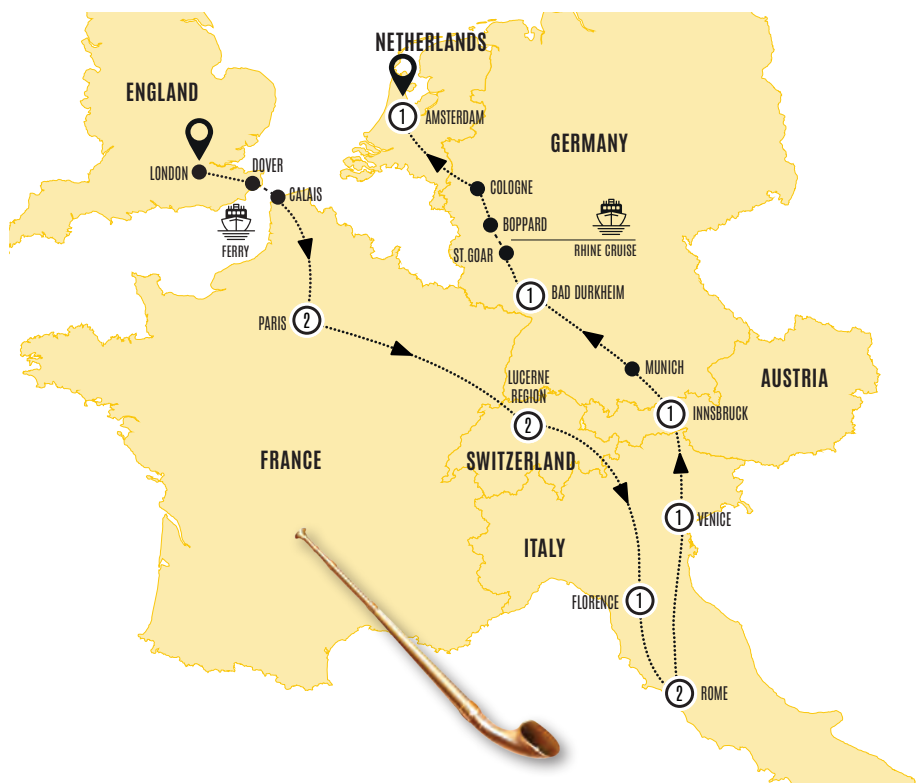 NETHERLANDS
ENGLAND
1
AMSTERDAM
GERMANY
LONDON
DOVER
CALAIS
FERRY
COLOGNE
BOPPARD
ST.GOAR
RHINE CRUISE
1
BAD DURKHEIM
PARIS
2
MUNICH
LUCERNE
REGION
2
AUSTRIA
1
INNSBRUCK
FRANCE
SWITZERLAND
1
VENICE
ITALY
FLORENCE
1
2
ROME